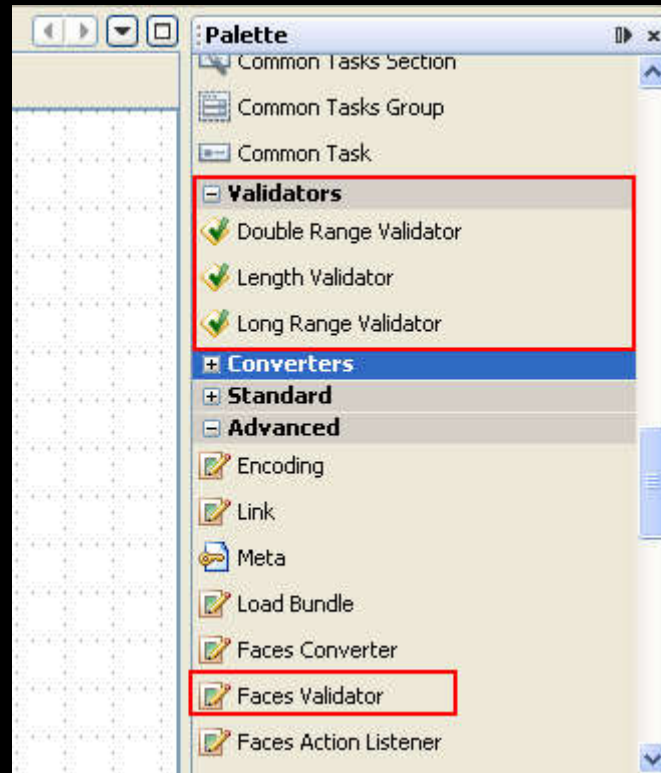 Palette
Common Tasks Section
Common Tasks Group
Common Task
Validators
Double Range Validator
Length Validator
Long Range Validator
Converters
Standard
Advanced
Encoding
Link
Meta
Load Bundle
Faces Converter
Faces Validator
Faces Action Listener